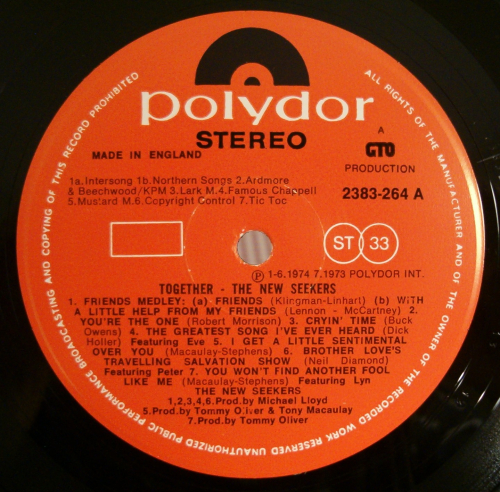 polydor
STEREO
MADE IN ENGLAND
A
GTO
PRODUCTION
1a. Intersong 1b. Northern Songs 2. Ardmore
& Beechwood/KPM 3. Lark M. 4. Famous Chappell
5. Mustard M. 6. Copyright Control 7. Tic Toc
2383-264 A
ST 33
Ⓟ 1-6.1974 7.1973 POLYDOR INT.
TOGETHER - THE NEW SEEKERS
1. FRIENDS MEDLEY: (a) FRIENDS (Klingman-Linhart) (b) WITH
A LITTLE HELP FROM MY FRIENDS (Lennon - McCartney) 2.
YOU'RE THE ONE (Robert Morrison) 3. CRYIN' TIME (Buck
Owens) 4. THE GREATEST SONG I'VE EVER HEARD (Dick
Holler) Featuring Eve 5. I GET A LITTLE SENTIMENTAL
OVER YOU (Macaulay-Stephens) 6. BROTHER LOVE'S
TRAVELLING SALVATION SHOW (Neil Diamond)
Featuring Peter 7. YOU WON'T FIND ANOTHER FOOL
LIKE ME (Macaulay-Stephens) Featuring Lyn
THE NEW SEEKERS
1,2,3,4,6. Prod. by Michael Lloyd
5. Prod. by Tommy Oliver & Tony Macaulay
7. Prod. by Tommy Oliver
ALL RIGHTS OF THE MANUFACTURER AND OF THE OWNER OF THE RECORDED WORK RESERVED UNAUTHORIZED PUBLIC PERFORMANCE BROADCASTING AND COPYING OF THIS RECORD PROHIBITED